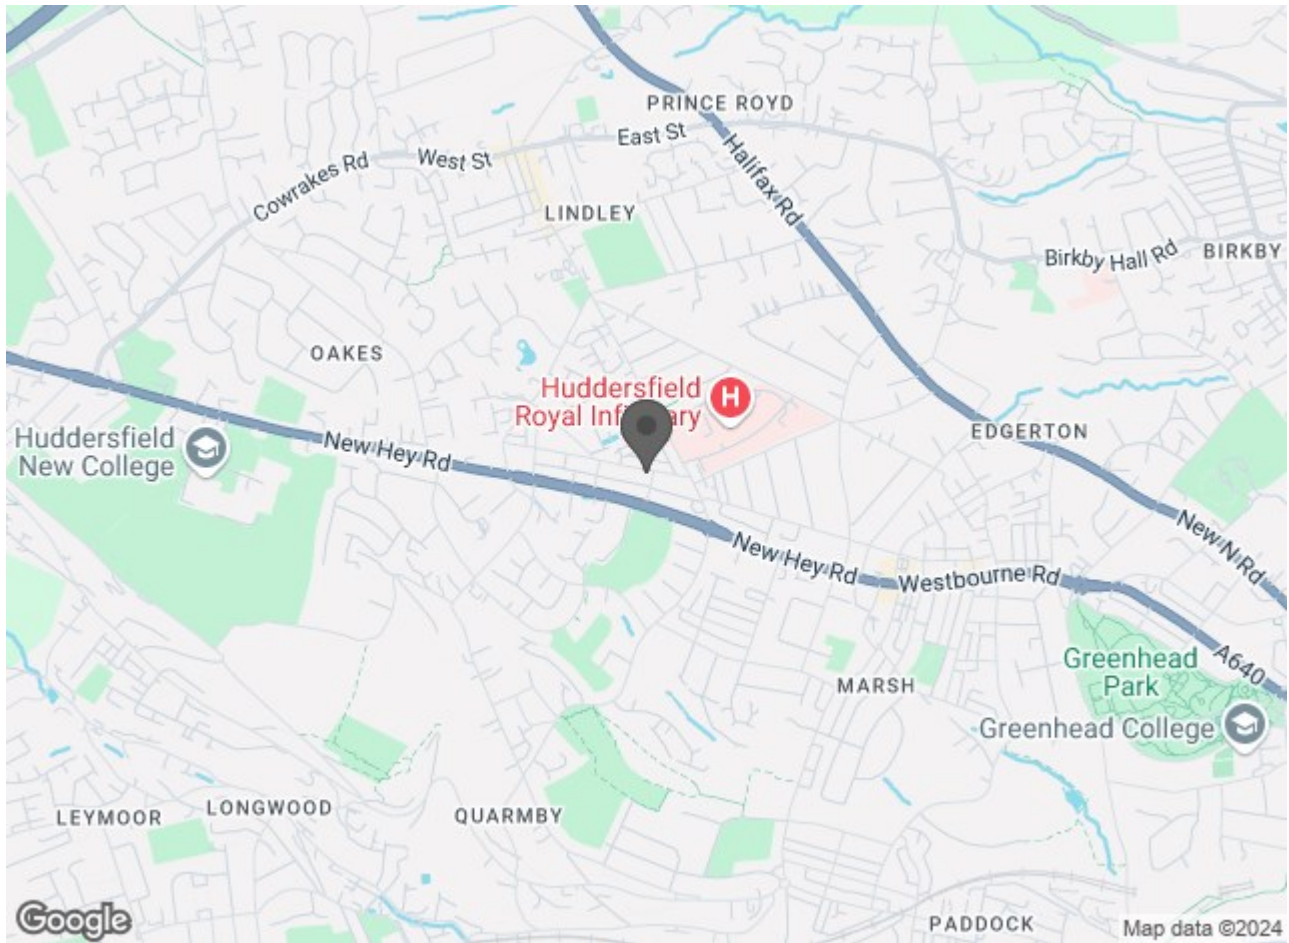 PRINCE ROYD
East St
West St
Cowrakes Rd
Halifax Rd
LINDLEY
Birkby Hall Rd
BIRKBY
OAKES
Huddersfield
Royal Infirmary
H
EDGERTON
Huddersfield
New College
New Hey Rd
New N Rd
New Hey Rd
Westbourne Rd
A640
Greenhead
Park
MARSH
Greenhead College
LEYMOOR
LONGWOOD
QUARMBY
PADDOCK
Google
Map data ©2024